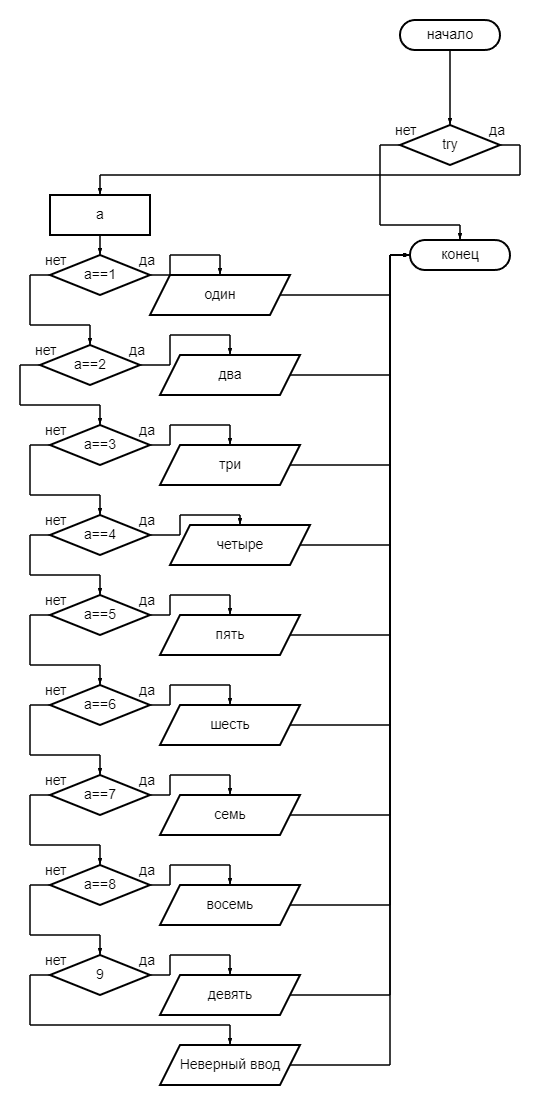 начало
нет
да
try
a
конец
нет
да
a==1
один
нет
да
a==2
два
нет
да
a==3
три
нет
да
a==4
четыре
нет
да
a==5
пять
нет
да
a==6
шесть
нет
да
a==7
семь
нет
да
a==8
восемь
нет
да
9
девять
Неверный ввод